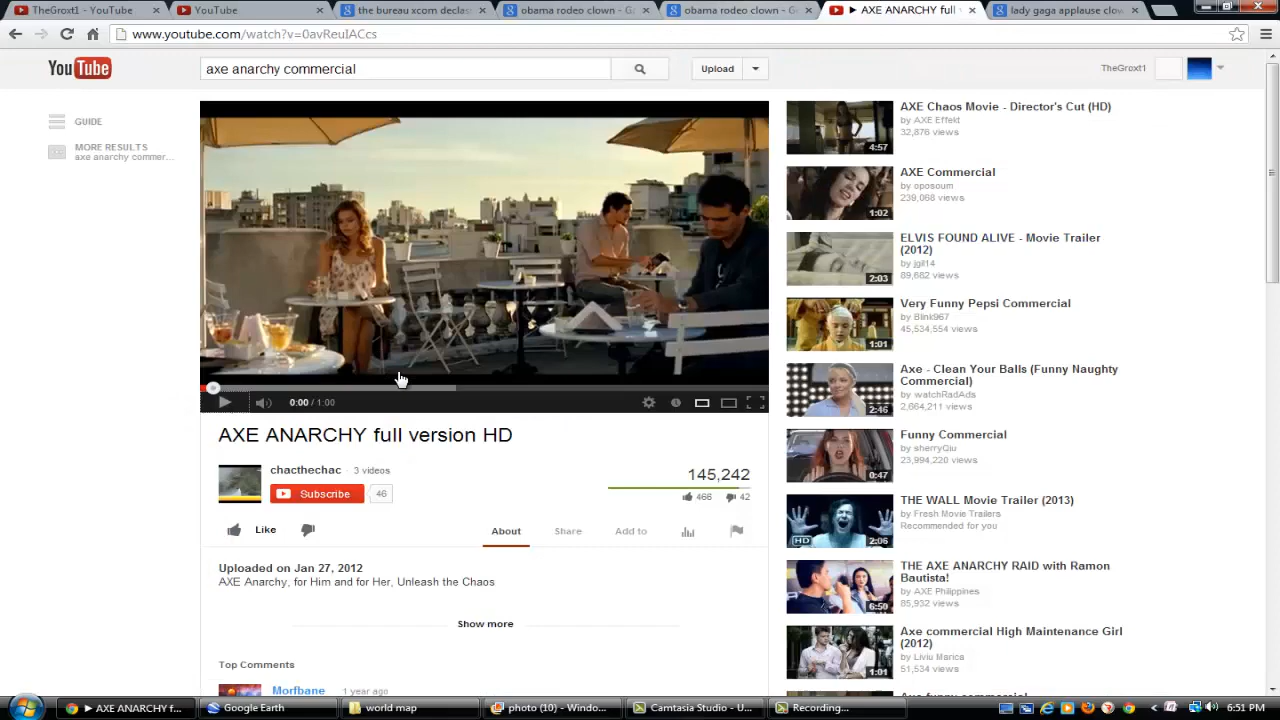 TheGroxt1 - YouTube
YouTube
the bureau xcom declas
obama rodeo clown - G
obama rodeo clown - G
► AXE ANARCHY full
lady gaga applause clov
www.youtube.com/watch?v=0avReuIACcs
YouTube
axe anarchy commercial
Upload
TheGroxt1
GUIDE
MORE RESULTS
axe anarchy commer...
0:00 / 1:00
AXE ANARCHY full version HD
chacthechac · 3 videos
Subscribe 46
145,242
466 42
Like
About Share Add to
Uploaded on Jan 27, 2012
AXE Anarchy, for Him and for Her, Unleash the Chaos
Show more
Top Comments
Morfbane 1 year ago
4:57
AXE Chaos Movie - Director's Cut (HD)
by AXE Effekt
32,876 views
1:02
AXE Commercial
by oposoum
239,068 views
2:03
ELVIS FOUND ALIVE - Movie Trailer
(2012)
by jgil14
89,682 views
1:01
Very Funny Pepsi Commercial
by Blink967
45,534,554 views
2:46
Axe - Clean Your Balls (Funny Naughty
Commercial)
by watchRadAds
2,664,211 views
0:47
Funny Commercial
by sherryQiu
23,994,220 views
HD 2:06
THE WALL Movie Trailer (2013)
by Fresh Movie Trailers
Recommended for you
6:50
THE AXE ANARCHY RAID with Ramon
Bautista!
by AXE Philippines
85,932 views
1:01
Axe commercial High Maintenance Girl
(2012)
by Liviu Marica
51,534 views
Axe funny commercial
► AXE ANARCHY f...
Google Earth
world map
photo (10) - Windo...
Camtasia Studio - U...
Recording...
6:51 PM